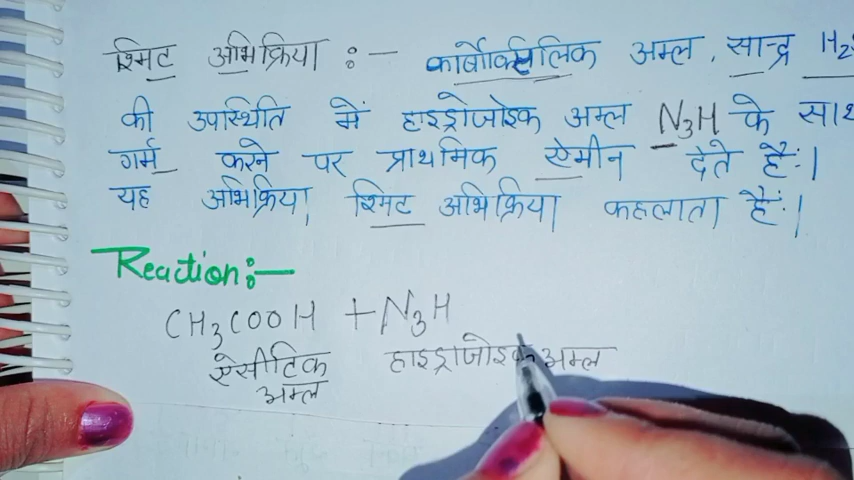 श्मिट अभिक्रिया :- कार्बोक्सिलिक अम्ल, सान्द्र H₂S
की उपस्थिति में हाइड्रोजोइक अम्ल N₃H के साथ
गर्म करने पर प्राथमिक ऐमीन देते हैं।
यह अभिक्रिया, श्मिट अभिक्रिया कहलाता हैं।
Reaction:-
CH₃COOH + N₃H
ऐसीटिक हाइड्राजोइक अम्ल
अम्ल